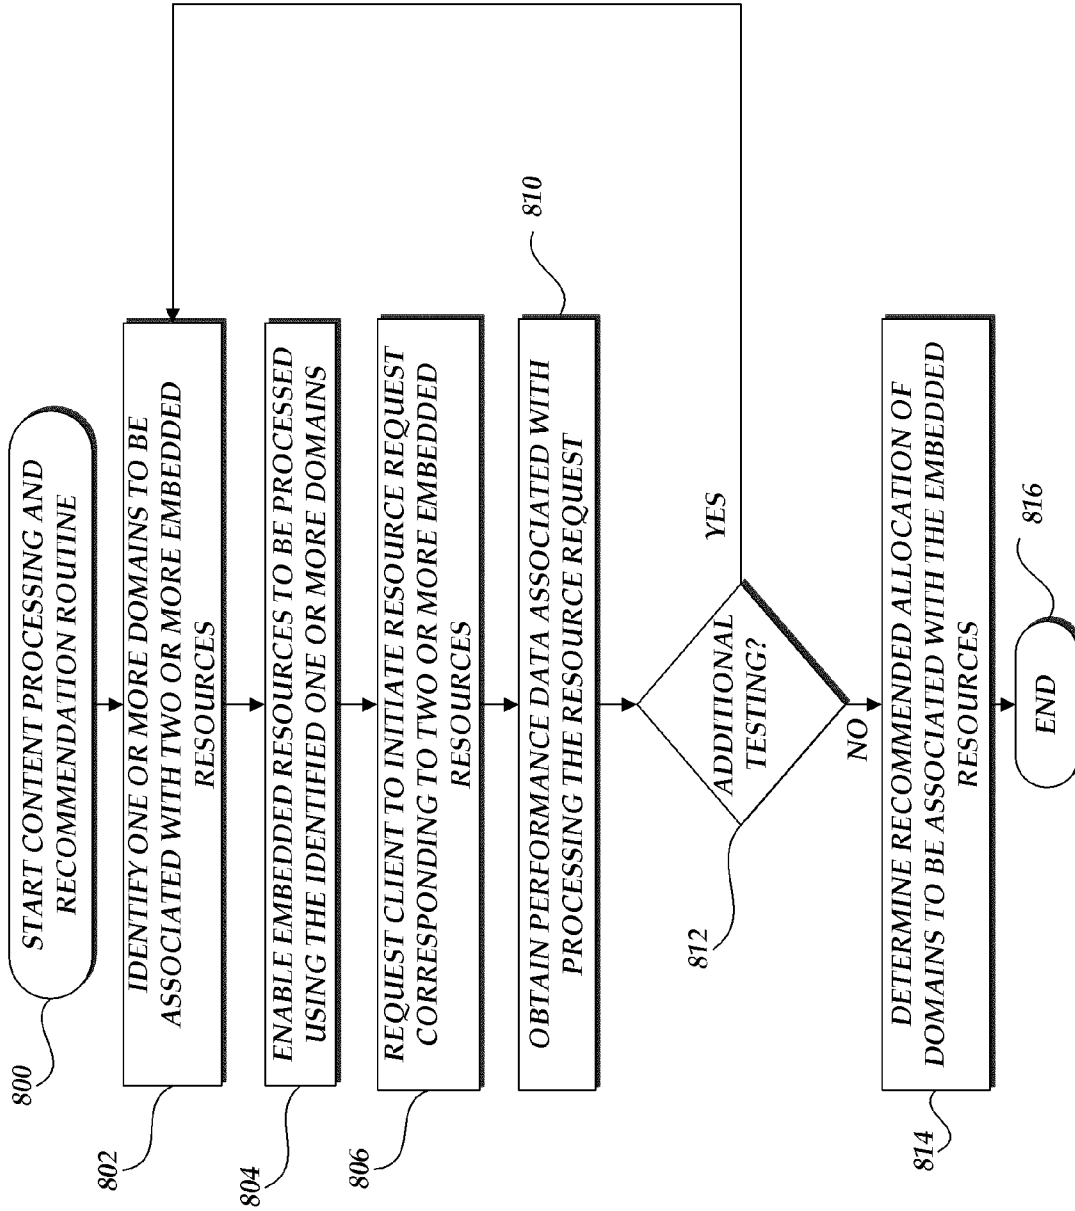 800
START CONTENT PROCESSING AND
RECOMMENDATION ROUTINE
802
IDENTIFY ONE OR MORE DOMAINS TO BE
ASSOCIATED WITH TWO OR MORE EMBEDDED
RESOURCES
804
ENABLE EMBEDDED RESOURCES TO BE PROCESSED
USING THE IDENTIFIED ONE OR MORE DOMAINS
806
REQUEST CLIENT TO INITIATE RESOURCE REQUEST
CORRESPONDING TO TWO OR MORE EMBEDDED
RESOURCES
810
OBTAIN PERFORMANCE DATA ASSOCIATED WITH
PROCESSING THE RESOURCE REQUEST
812
ADDITIONAL
TESTING?
YES
NO
814
DETERMINE RECOMMENDED ALLOCATION OF
DOMAINS TO BE ASSOCIATED WITH THE EMBEDDED
RESOURCES
816
END